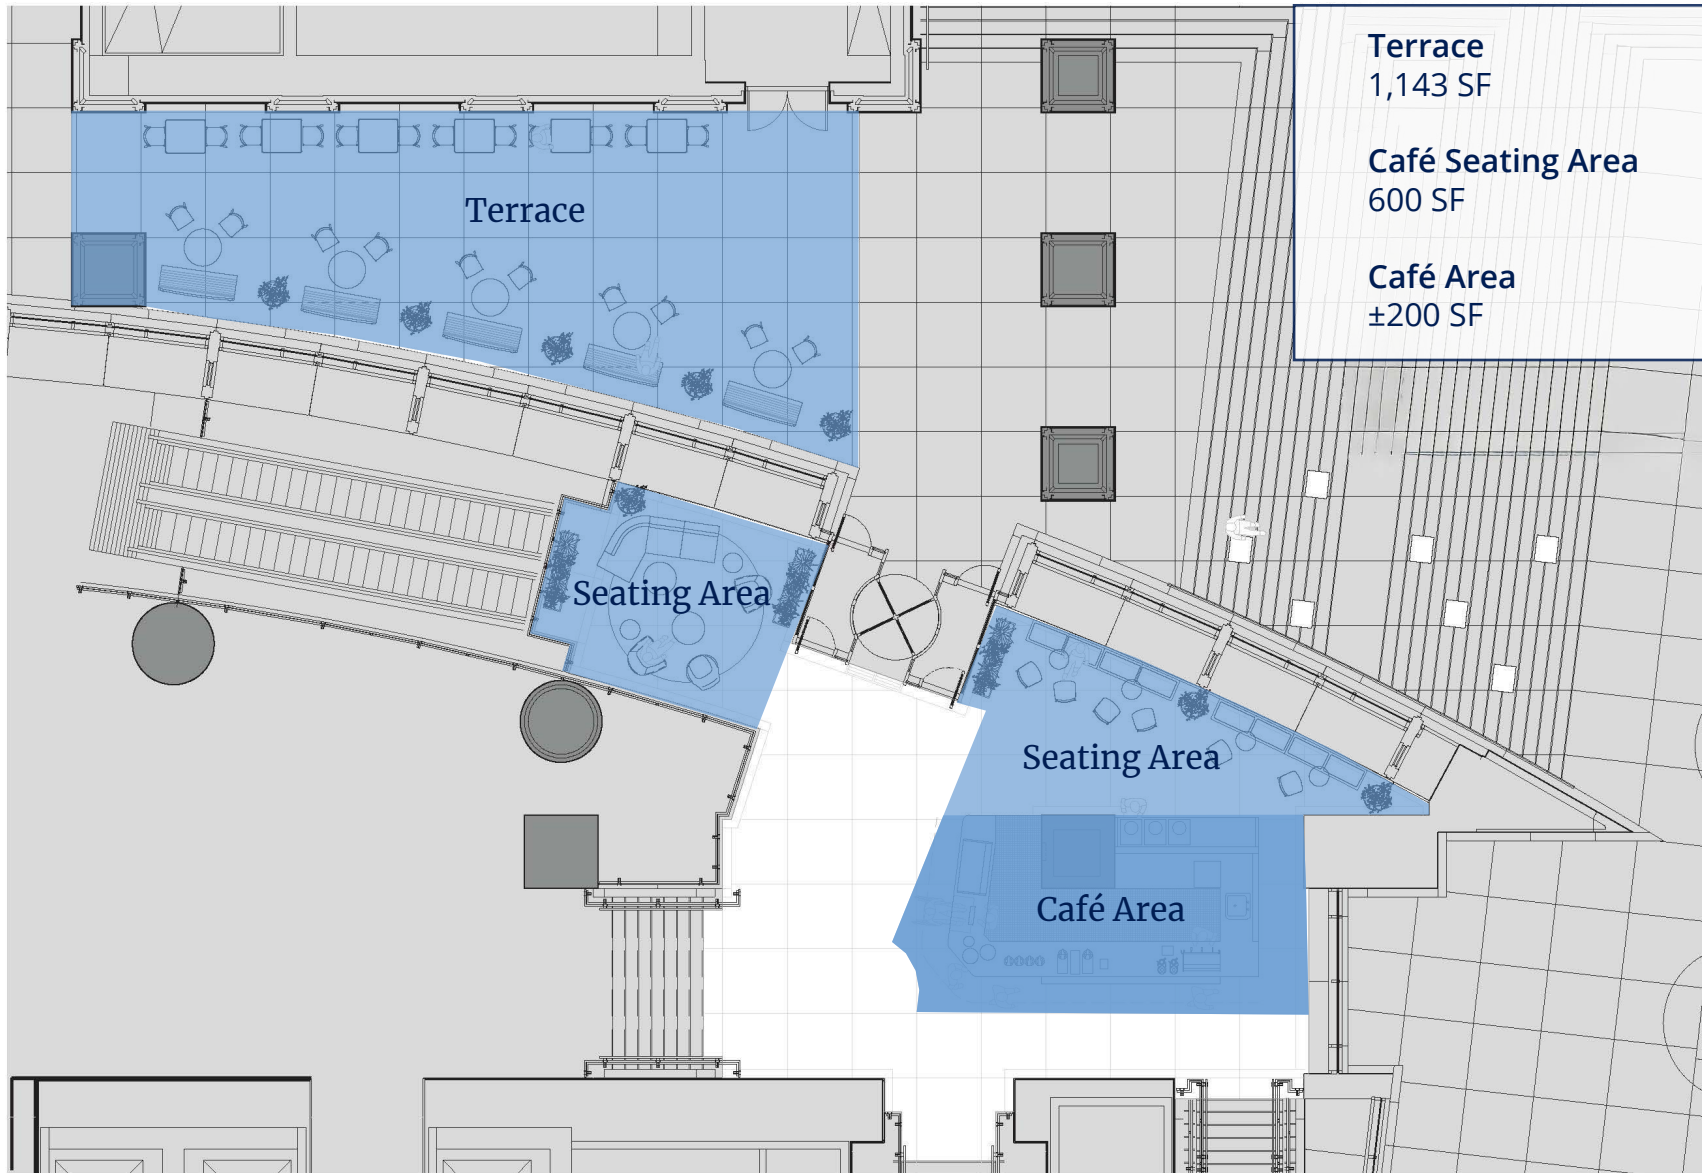 Terrace
1,143 SF
Café Seating Area
600 SF
Café Area
±200 SF
Terrace
Seating Area
Seating Area
Café Area